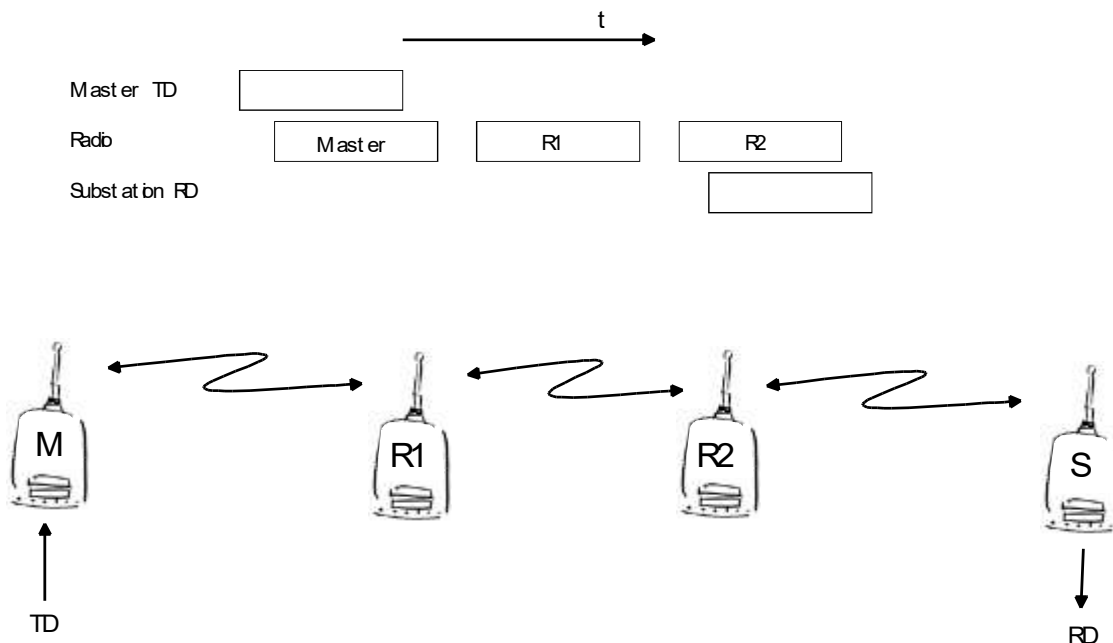 t
Master TD
Radio Master R1 R2
Substation RD
M R1 R2 S
TD
RD